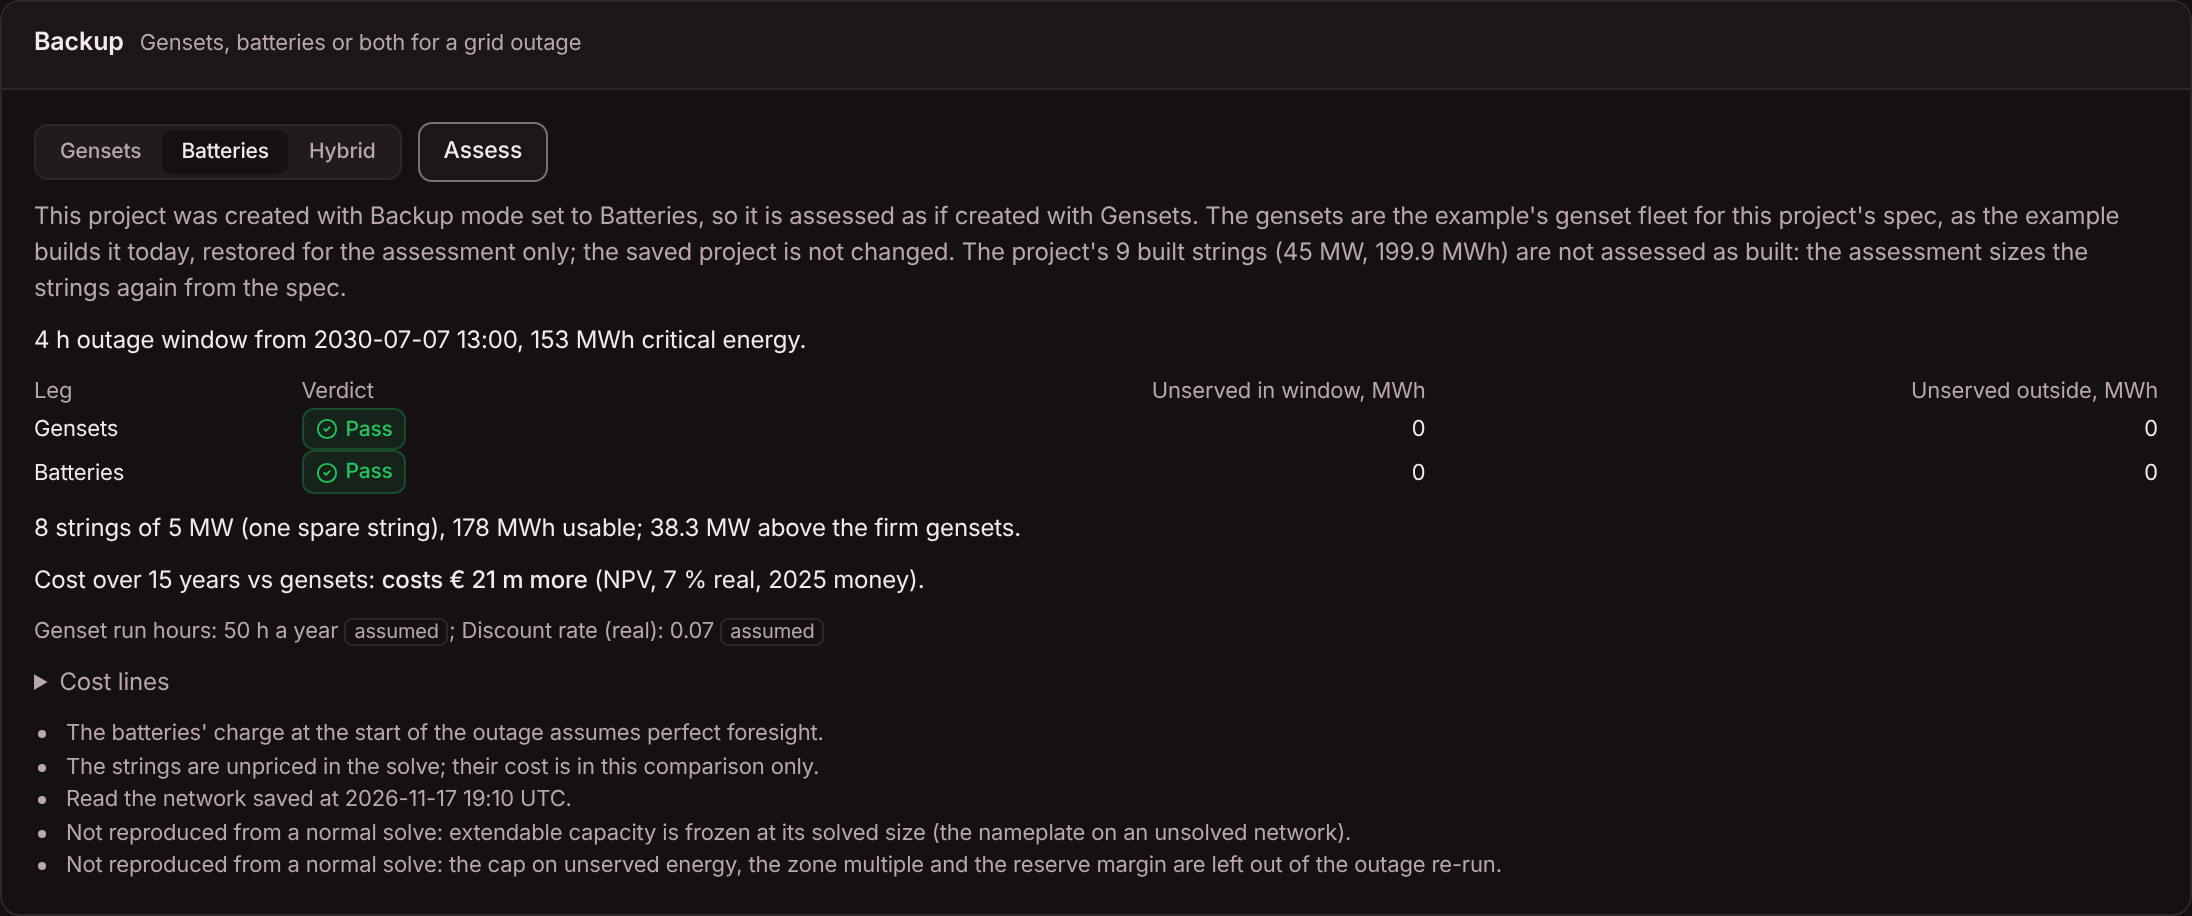 Backup Gensets, batteries or both for a grid outage
Gensets Batteries Hybrid Assess
This project was created with Backup mode set to Batteries, so it is assessed as if created with Gensets. The gensets are the example's genset fleet for this project's spec, as the example
builds it today, restored for the assessment only; the saved project is not changed. The project's 9 built strings (45 MW, 199.9 MWh) are not assessed as built: the assessment sizes the
strings again from the spec.
4 h outage window from 2030-07-07 13:00, 153 MWh critical energy.
Leg Verdict Unserved in window, MWh Unserved outside, MWh
Gensets Pass 0 0
Batteries Pass 0 0
8 strings of 5 MW (one spare string), 178 MWh usable; 38.3 MW above the firm gensets.
Cost over 15 years vs gensets: costs € 21 m more (NPV, 7 % real, 2025 money).
Genset run hours: 50 h a year assumed; Discount rate (real): 0.07 assumed
Cost lines
The batteries' charge at the start of the outage assumes perfect foresight.
The strings are unpriced in the solve; their cost is in this comparison only.
Read the network saved at 2026-11-17 19:10 UTC.
Not reproduced from a normal solve: extendable capacity is frozen at its solved size (the nameplate on an unsolved network).
Not reproduced from a normal solve: the cap on unserved energy, the zone multiple and the reserve margin are left out of the outage re-run.